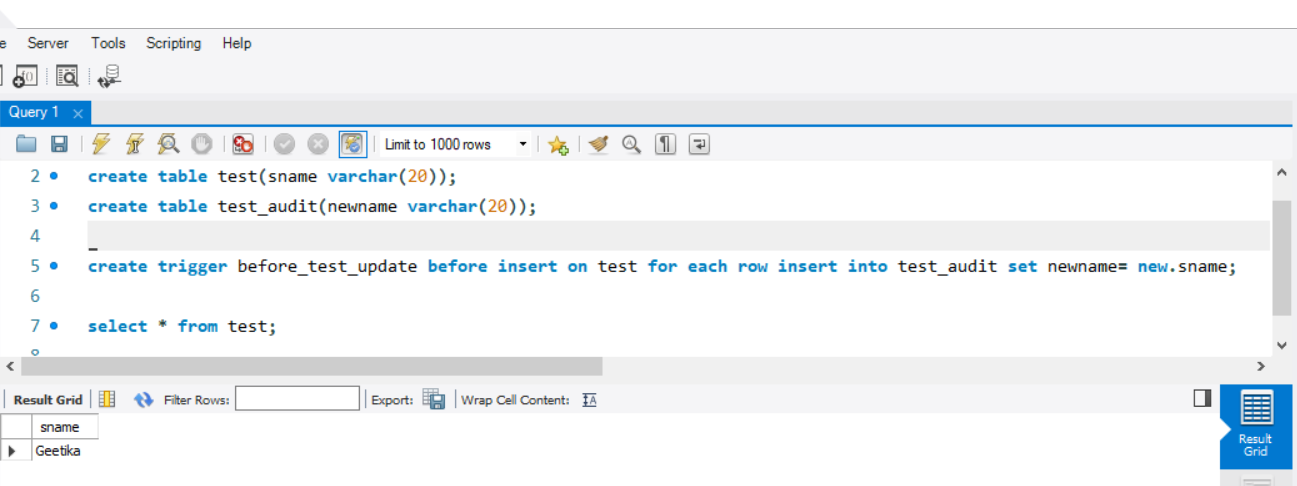 e Server Tools Scripting Help
Query 1
Limit to 1000 rows
2 create table test(sname varchar(20));
3 create table test_audit(newname varchar(20));
4
5 create trigger before_test_update before insert on test for each row insert into test_audit set newname= new.sname;
6
7 select * from test;
Result Grid Filter Rows: Export: Wrap Cell Content:
sname
Geetika
Result
Grid